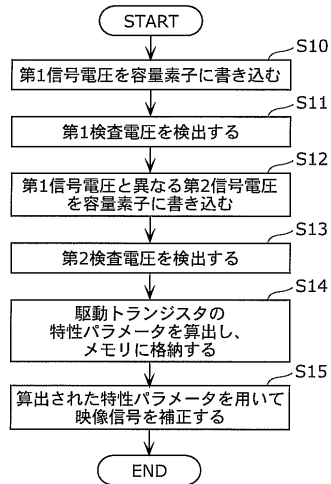 START
S10
第1信号電圧を容量素子に書き込む
S11
第1検査電圧を検出する
S12
第1信号電圧と異なる第2信号電圧
を容量素子に書き込む
S13
第2検査電圧を検出する
S14
駆動トランジスタの
特性パラメータを算出し、
メモリに格納する
S15
算出された特性パラメータを用いて
映像信号を補正する
END